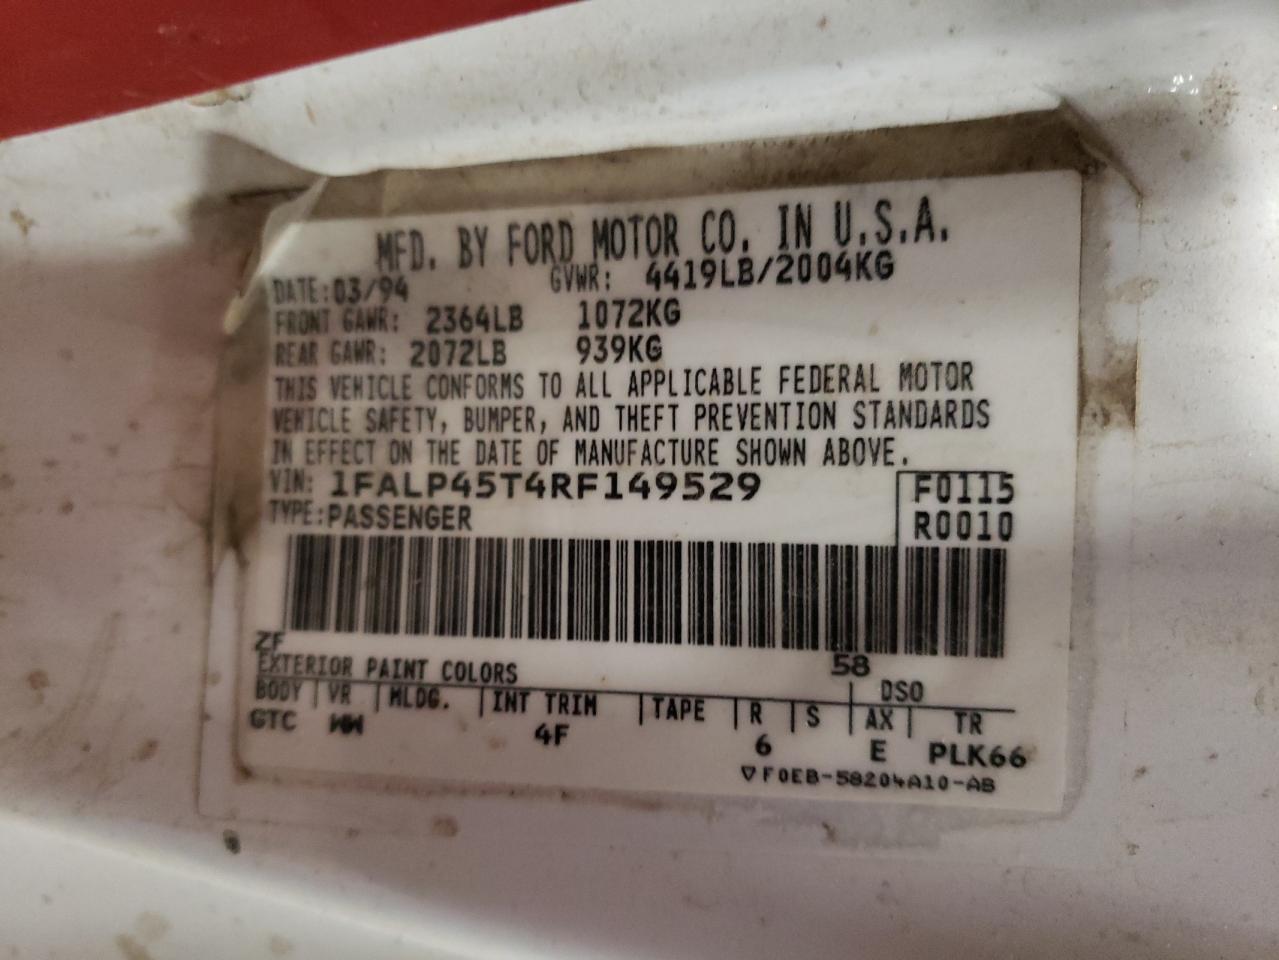 MFD. BY FORD MOTOR CO. IN U.S.A.
DATE:03/94 GVWR: 4419LB/2004KG
FRONT GAWR: 2364LB 1072KG
REAR GAWR: 2072LB 939KG
THIS VEHICLE CONFORMS TO ALL APPLICABLE FEDERAL MOTOR
VEHICLE SAFETY, BUMPER, AND THEFT PREVENTION STANDARDS
IN EFFECT ON THE DATE OF MANUFACTURE SHOWN ABOVE.
VIN: 1FALP45T4RF149529 F0115
TYPE:PASSENGER R0010
ZF 58
EXTERIOR PAINT COLORS DSO
BODY VR MLDG. INT TRIM TAPE R S AX TR
GTC WW 4F 6 E PLK66
F0EB-58204A10-AB